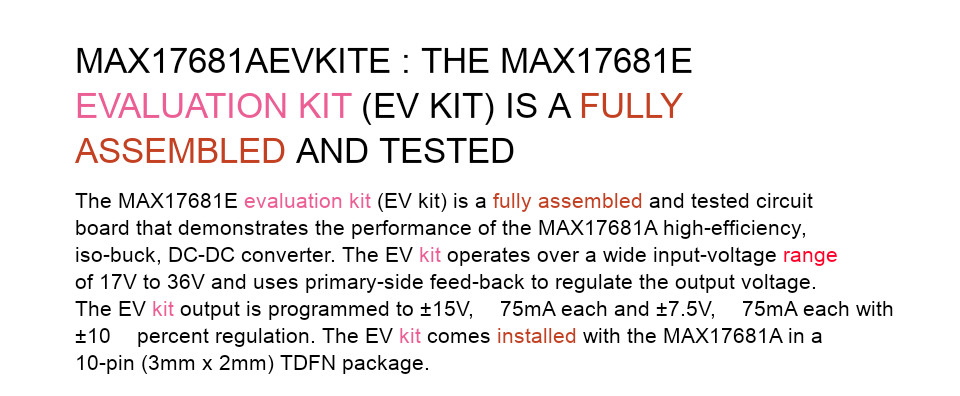 MAX17681AEVKITE : THE MAX17681E
EVALUATION KIT (EV KIT) IS A FULLY
ASSEMBLED AND TESTED
The MAX17681E evaluation kit (EV kit) is a fully assembled and tested circuit
board that demonstrates the performance of the MAX17681A high-efficiency,
iso-buck, DC-DC converter. The EV kit operates over a wide input-voltage range
of 17V to 36V and uses primary-side feed-back to regulate the output voltage.
The EV kit output is programmed to ±15V, 75mA each and ±7.5V, 75mA each with
±10 percent regulation. The EV kit comes installed with the MAX17681A in a
10-pin (3mm x 2mm) TDFN package.